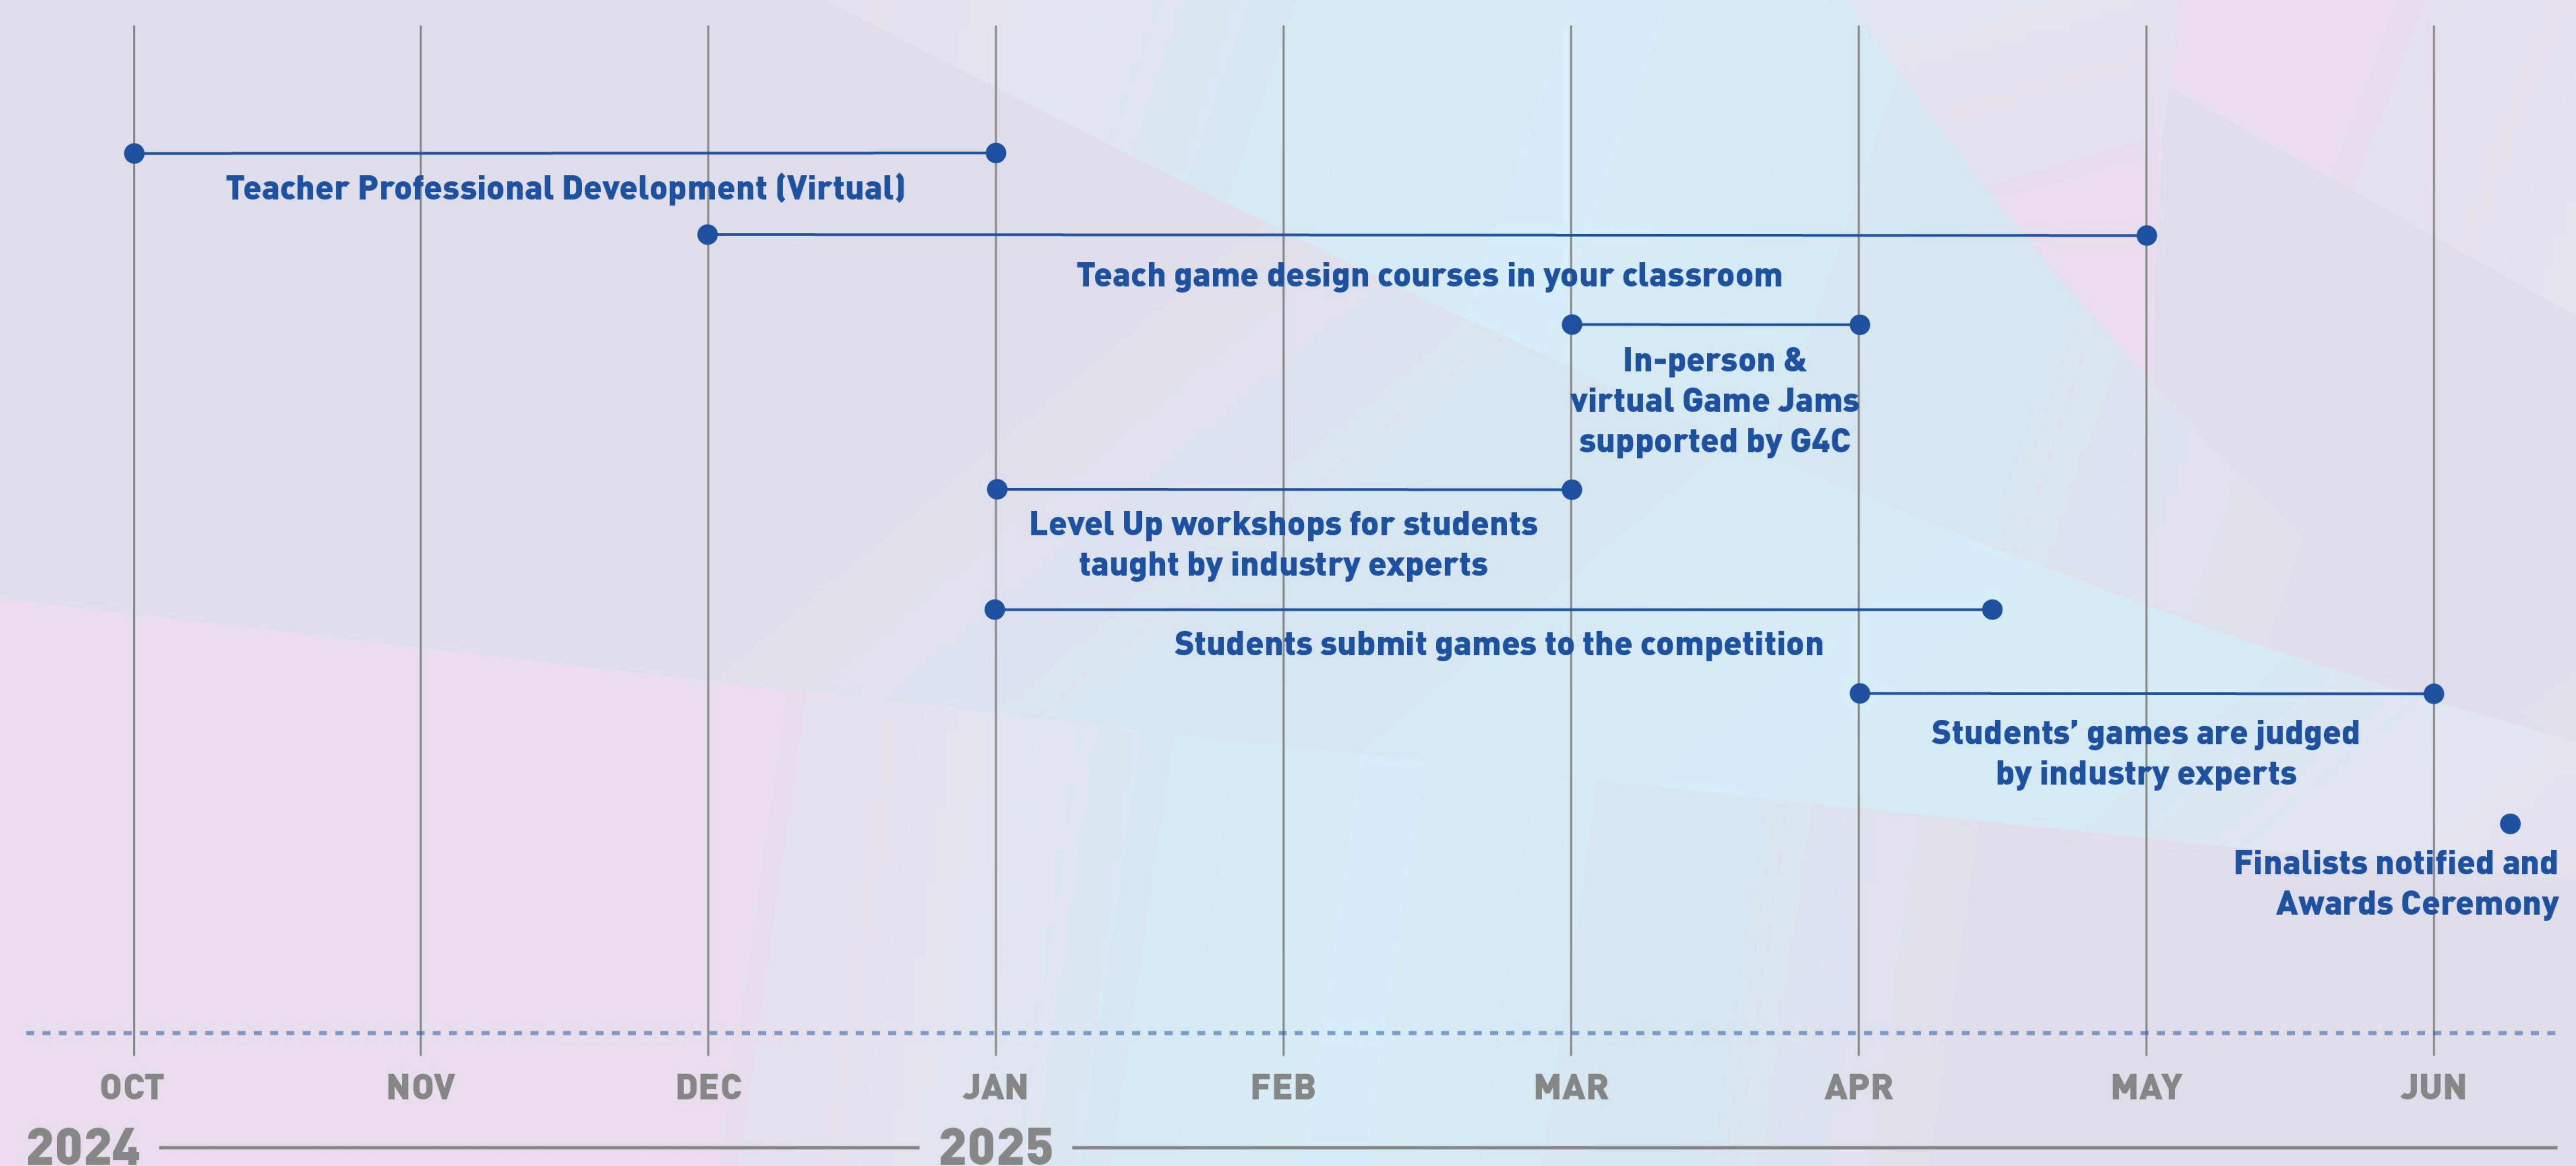 Teacher Professional Development (Virtual)
Teach game design courses in your classroom
In-person &
virtual Game Jams
supported by G4C
Level Up workshops for students
taught by industry experts
Students submit games to the competition
Students’ games are judged
by industry experts
Finalists notified and
Awards Ceremony
OCT NOV DEC JAN FEB MAR APR MAY JUN
2024 2025